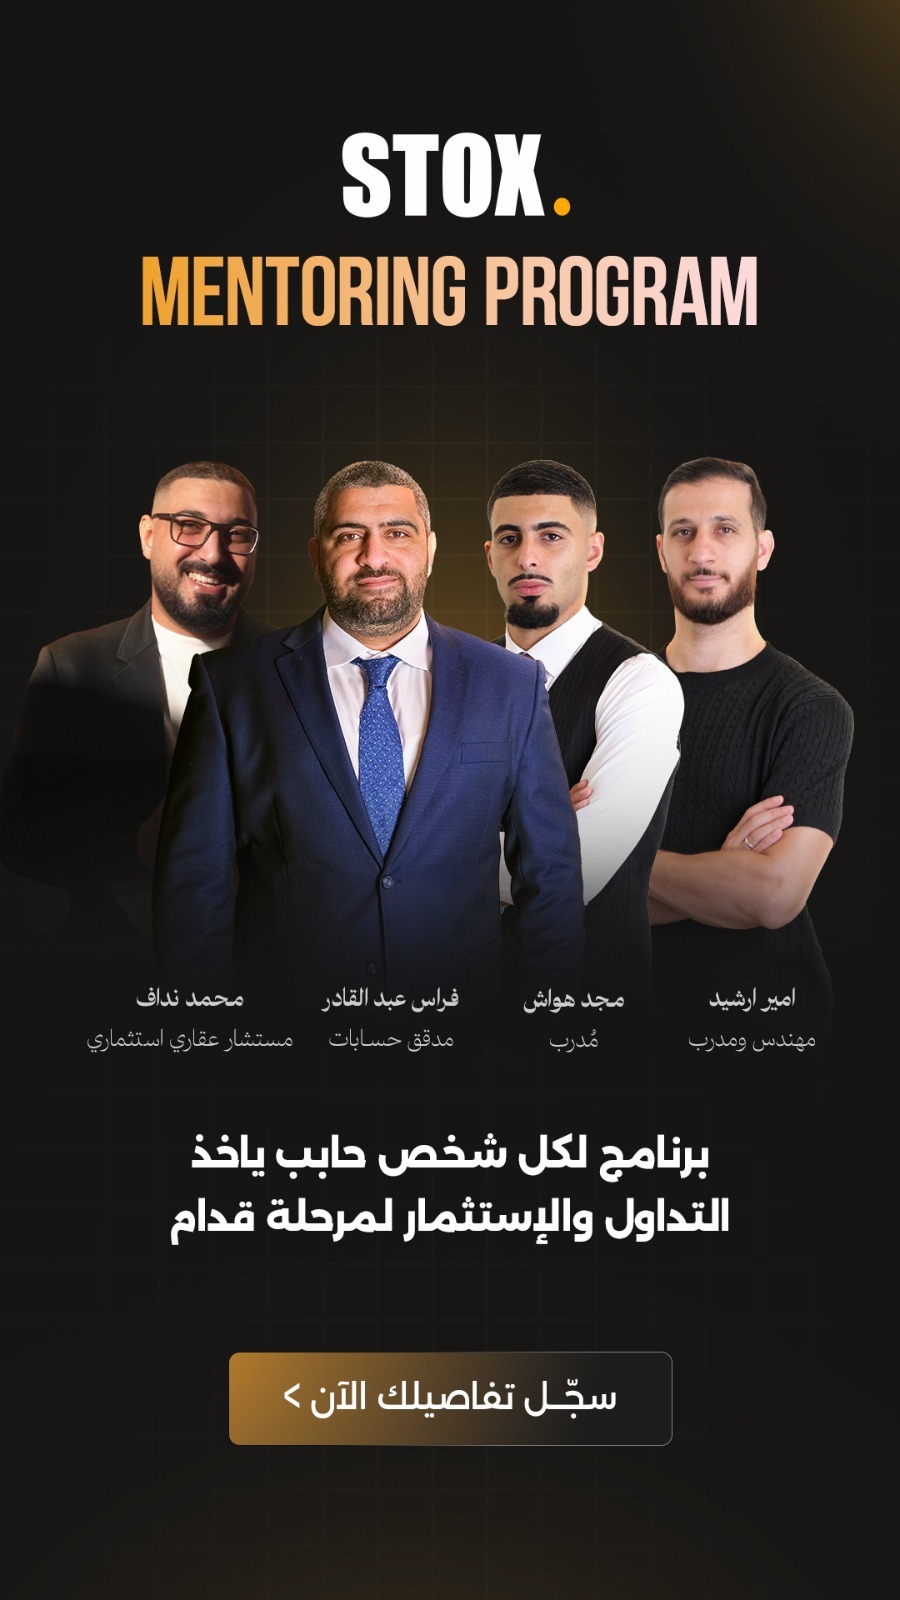 STOX.
MENTORING PROGRAM
امير ارشيد
مهندس ومدرب
مجد هواش
مُدرب
فراس عبد القادر
مدقق حسابات
محمد نداف
مستشار عقاري استثماري
برنامج لكل شخص حابب ياخذ
التداول والإستثمار لمرحلة قدام
سجّـل تفاصيلك الآن >